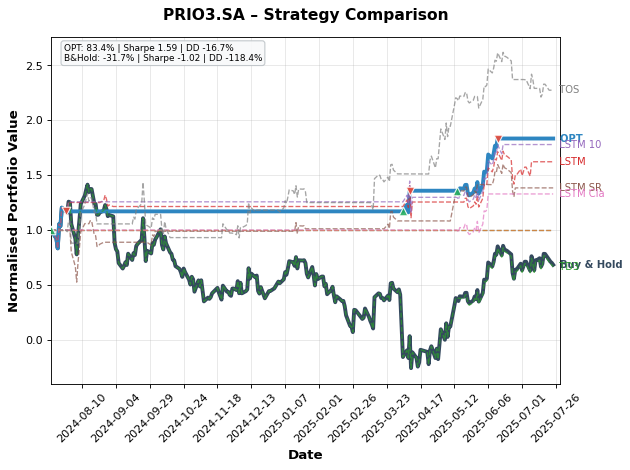 PRIO3.SA – Strategy Comparison
OPT: 83.4% | Sharpe 1.59 | DD -16.7%
B&Hold: -31.7% | Sharpe -1.02 | DD -118.4%
Normalised Portfolio Value
2.5
2.0
1.5
1.0
0.5
0.0
TOS
OPT
LSTM 10
LSTM
LSTM SR
LSTM Cla
Buy & Hold
2024-08-10
2024-09-04
2024-09-29
2024-10-24
2024-11-18
2024-12-13
2025-01-07
2025-02-01
2025-02-26
2025-03-23
2025-04-17
2025-05-12
2025-06-06
2025-07-01
2025-07-26
Date